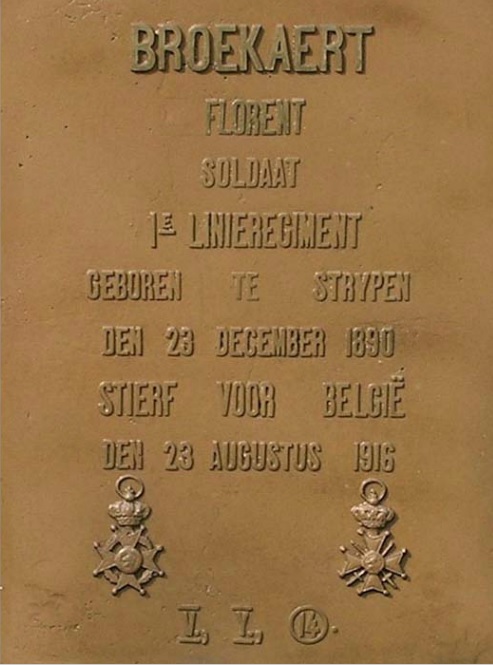 BROEKAERT
FLORENT
SOLDAAT
1E LINIEREGIMENT
GEBOREN TE STRYPEN
DEN 23 DECEMBER 1890
STIERF VOOR BELGIË
DEN 23 AUGUSTUS 1916
I, I, 14.